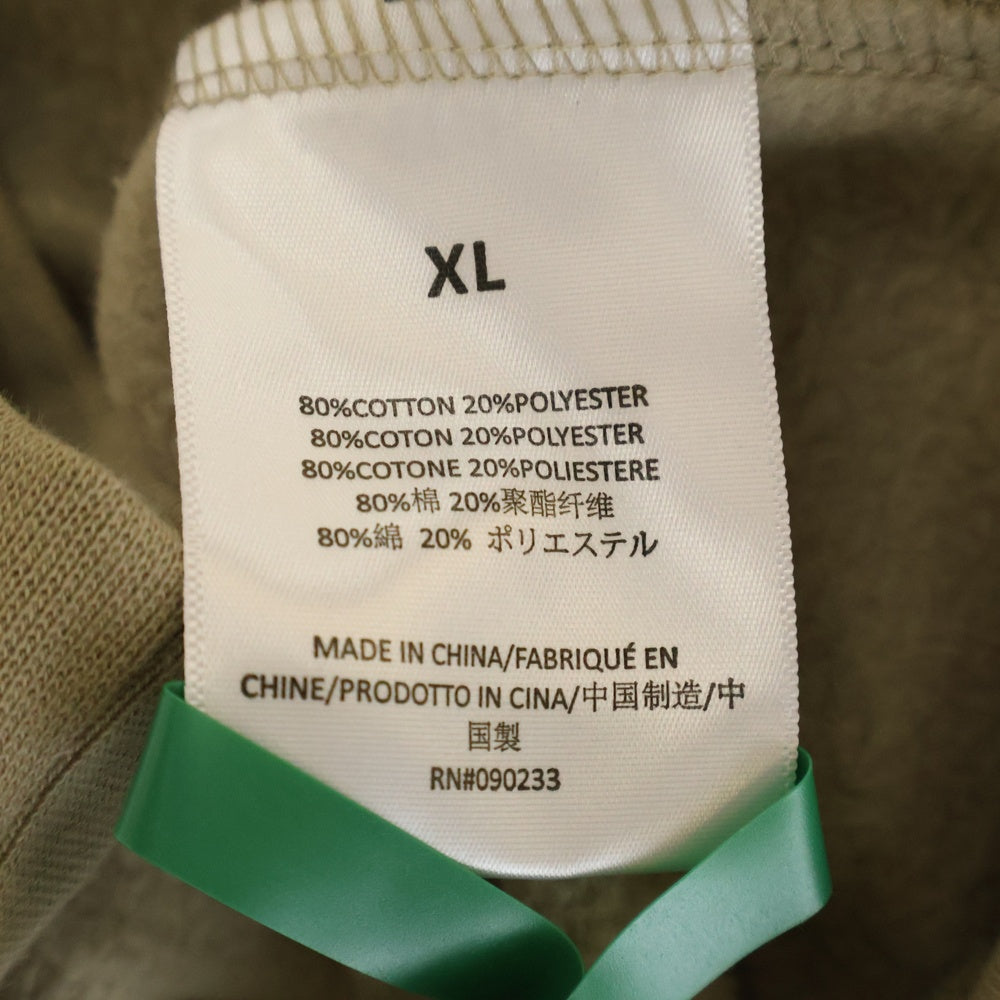 XL
80%COTTON 20%POLYESTER
80%COTON 20%POLYESTER
80%COTONE 20%POLIESTERE
80%棉 20%聚酯纤维
80%綿 20% ポリエステル
MADE IN CHINA/FABRIQUÉ EN
CHINE/PRODOTTO IN CINA/中国制造/中
国製
RN#090233